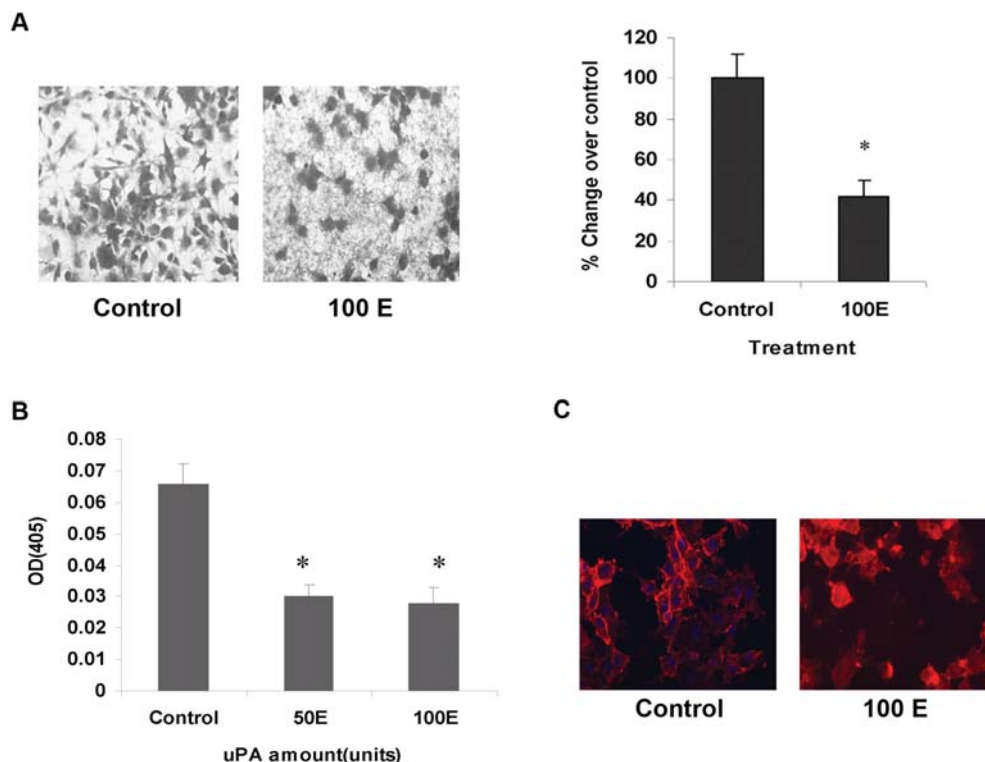 A
Control
100 E
120
100
80
60
40
20
0
% Change over control
*
Control
100E
Treatment
B
0.08
0.07
0.06
0.05
0.04
0.03
0.02
0.01
0
OD(405)
*
*
Control
50E
100E
uPA amount(units)
C
Control
100 E